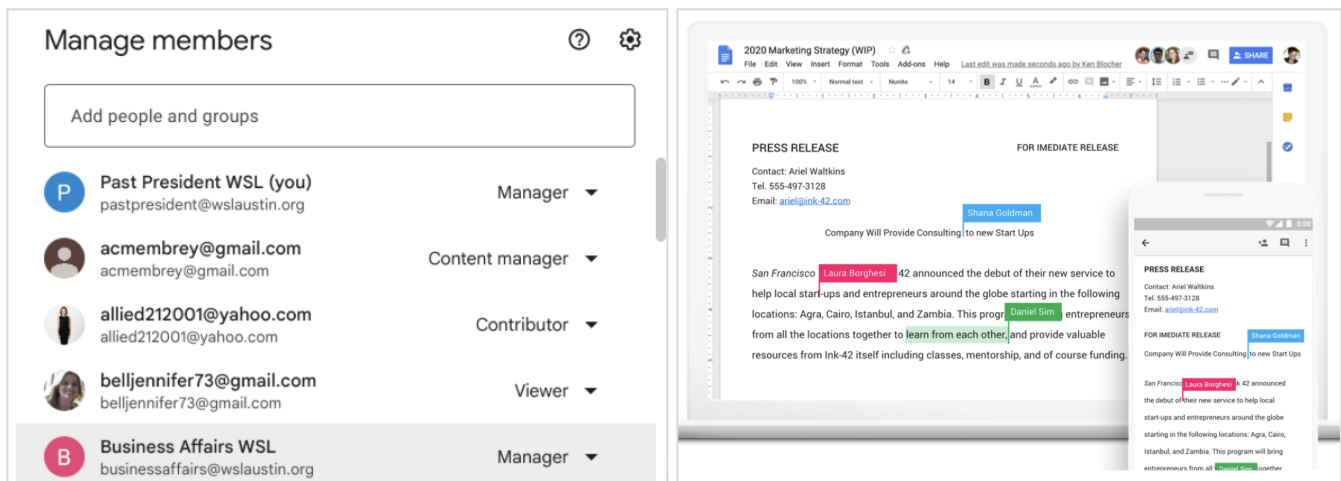 Manage members
Add people and groups
P
Past President WSL (you)
pastpresident@wslaustin.org
Manager
acmembrey@gmail.com
acmembrey@gmail.com
Content manager
allied212001@yahoo.com
allied212001@yahoo.com
Contributor
belljennifer73@gmail.com
belljennifer73@gmail.com
Viewer
B
Business Affairs WSL
businessaffairs@wslaustin.org
Manager
2020 Marketing Strategy (WIP)
File Edit View Insert Format Tools Add-ons Help Last edit was made seconds ago by Ken Blocher
SHARE
100% Normal text Nunito 14 B I U A
PRESS RELEASE FOR IMEDIATE RELEASE
Contact: Ariel Waltkins
Tel. 555-497-3128
Email: ariel@ink-42.com
Shana Goldman
Company Will Provide Consulting to new Start Ups
San Francisco Laura Borghesi 42 announced the debut of their new service to
help local start-ups and entrepreneurs around the globe starting in the following
Daniel Sim
locations: Agra, Cairo, Istanbul, and Zambia. This progr entrepreneurs
from all the locations together to learn from each other, and provide valuable
resources from Ink-42 itself including classes, mentorship, and of course funding.
5:00
PRESS RELEASE
Contact: Ariel Waltkins
Tel. 555-497-3128
Email: ariel@ink-42.com
FOR IMEDIATE RELEASE
Shana Goldman
Company Will Provide Consulting to new Start Ups
San Francisc Laura Borghesi k 42 announced
the debut of their new service to help local
start-ups and entrepreneurs around the globe
starting in the following locations: Agra, Cairo,
Istanbul, and Zambia. This program will bring
entrepreneurs from all Daniel Sim together